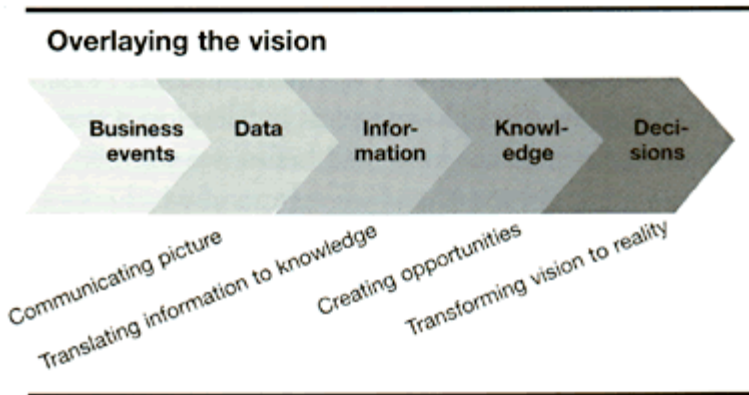 Overlaying the vision
Business
events
Data
Infor-
mation
Knowl-
edge
Deci-
sions
Communicating picture
Translating information to knowledge
Creating opportunities
Transforming vision to reality